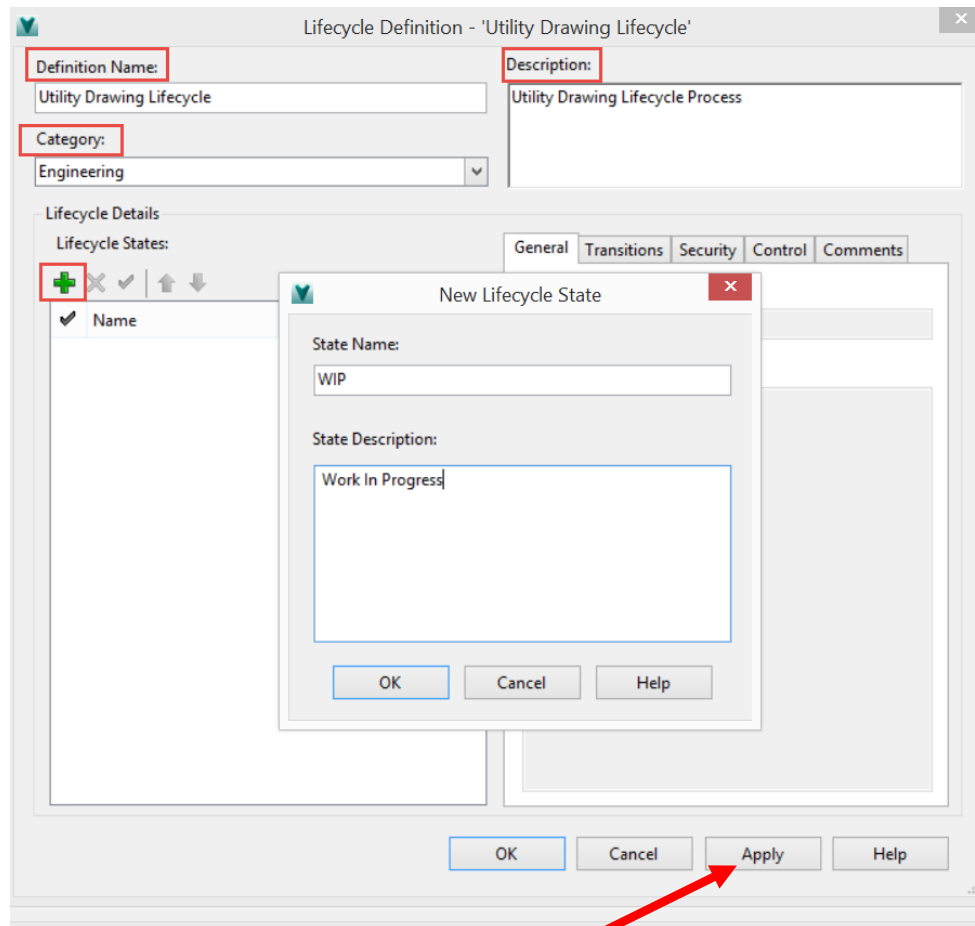 Lifecycle Definition - 'Utility Drawing Lifecycle'
Definition Name:
Utility Drawing Lifecycle
Description:
Utility Drawing Lifecycle Process
Category:
Engineering
Lifecycle Details
Lifecycle States:
General Transitions Security Control Comments
Name
New Lifecycle State
State Name:
WIP
State Description:
Work In Progress
OK Cancel Help
OK Cancel Apply Help